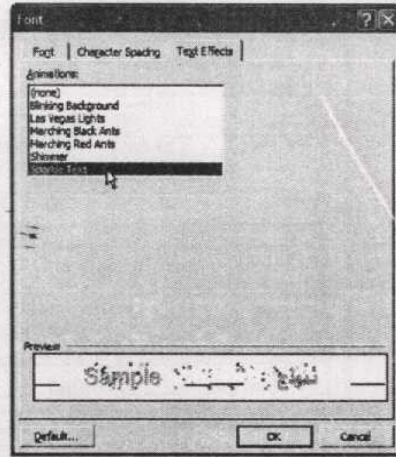 Font
Font Character Spacing Text Effects
Animations:
(none)
Blinking Background
Las Vegas Lights
Marching Black Ants
Marching Red Ants
Shimmer
Sparkle Text
Preview
Sample
Default...
OK
Cancel